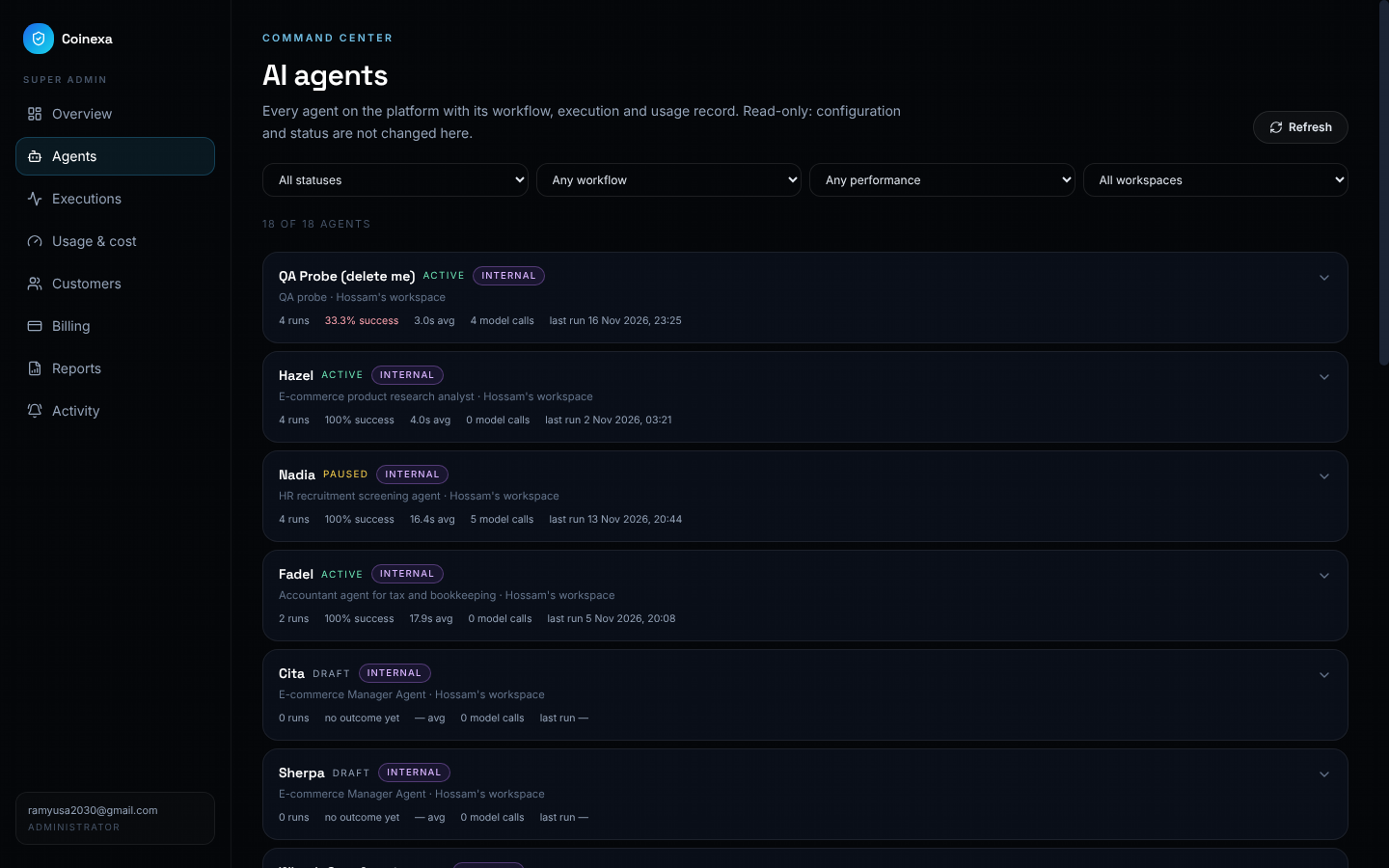 Coinexa
SUPER ADMIN
Overview
Agents
Executions
Usage & cost
Customers
Billing
Reports
Activity
ramyusa2030@gmail.com
ADMINISTRATOR
COMMAND CENTER
AI agents
Every agent on the platform with its workflow, execution and usage record. Read-only: configuration
and status are not changed here.
Refresh
All statuses Any workflow Any performance All workspaces
18 OF 18 AGENTS
QA Probe (delete me) ACTIVE INTERNAL
QA probe · Hossam's workspace
4 runs 33.3% success 3.0s avg 4 model calls last run 16 Nov 2026, 23:25
Hazel ACTIVE INTERNAL
E-commerce product research analyst · Hossam's workspace
4 runs 100% success 4.0s avg 0 model calls last run 2 Nov 2026, 03:21
Nadia PAUSED INTERNAL
HR recruitment screening agent · Hossam's workspace
4 runs 100% success 16.4s avg 5 model calls last run 13 Nov 2026, 20:44
Fadel ACTIVE INTERNAL
Accountant agent for tax and bookkeeping · Hossam's workspace
2 runs 100% success 17.9s avg 0 model calls last run 5 Nov 2026, 20:08
Cita DRAFT INTERNAL
E-commerce Manager Agent · Hossam's workspace
0 runs no outcome yet — avg 0 model calls last run —
Sherpa DRAFT INTERNAL
E-commerce Manager Agent · Hossam's workspace
0 runs no outcome yet — avg 0 model calls last run —